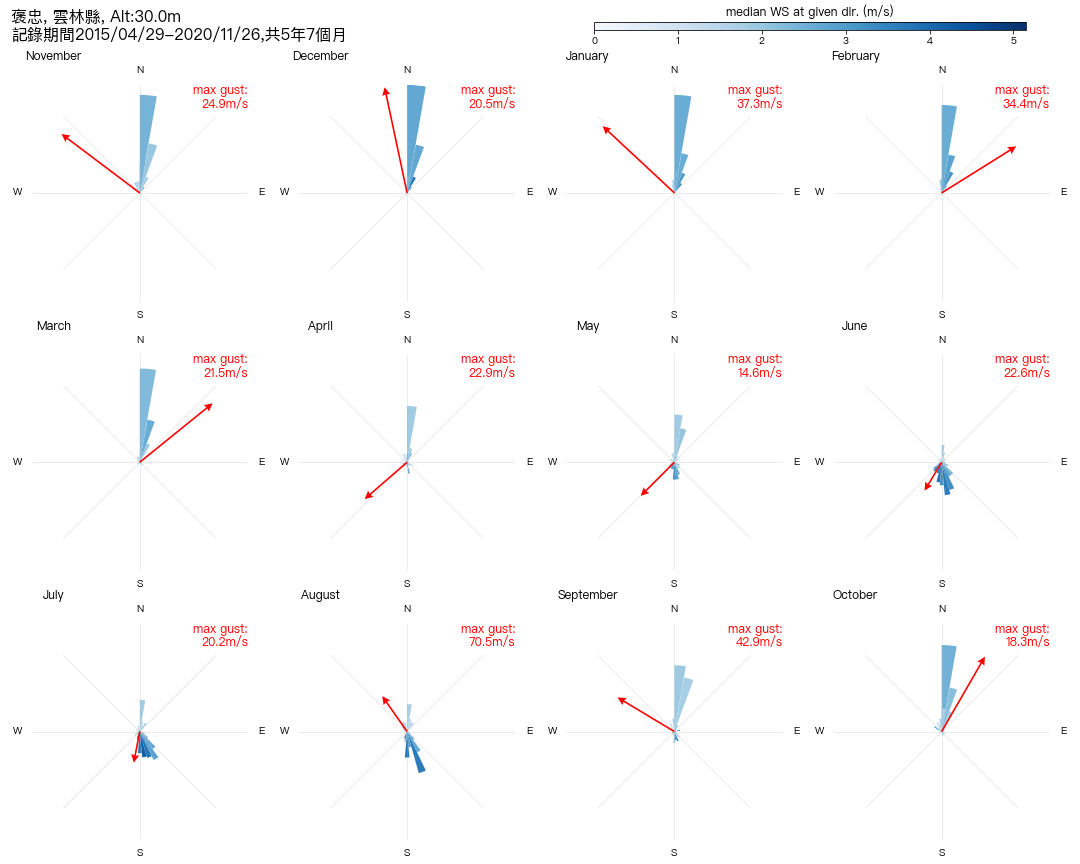 褒忠, 雲林縣, Alt:30.0m
記錄期間2015/04/29-2020/11/26,共5年7個月
median WS at given dir. (m/s)
0 1 2 3 4 5
November
N
max gust:
24.9m/s
W
E
S
December
N
max gust:
20.5m/s
W
E
S
January
N
max gust:
37.3m/s
W
E
S
February
N
max gust:
34.4m/s
W
E
S
March
N
max gust:
21.5m/s
W
E
S
April
N
max gust:
22.9m/s
W
E
S
May
N
max gust:
14.6m/s
W
E
S
June
N
max gust:
22.6m/s
W
E
S
July
N
max gust:
20.2m/s
W
E
S
August
N
max gust:
70.5m/s
W
E
S
September
N
max gust:
42.9m/s
W
E
S
October
N
max gust:
18.3m/s
W
E
S